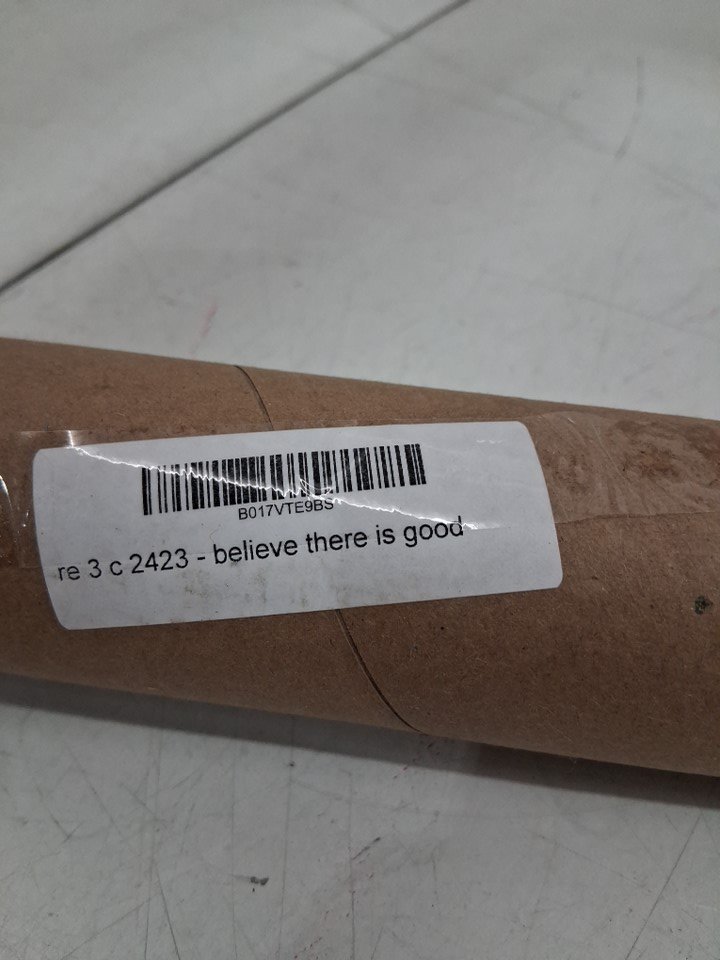 B017VTE9BS
re 3 c 2423 - believe there is good